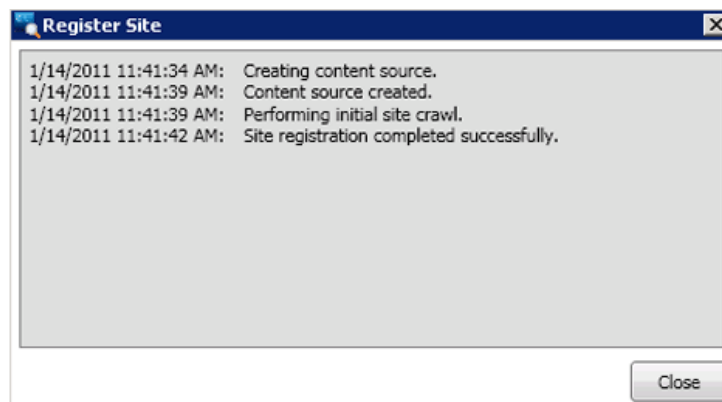 Register Site
1/14/2011 11:41:34 AM: Creating content source.
1/14/2011 11:41:39 AM: Content source created.
1/14/2011 11:41:39 AM: Performing initial site crawl.
1/14/2011 11:41:42 AM: Site registration completed successfully.
Close